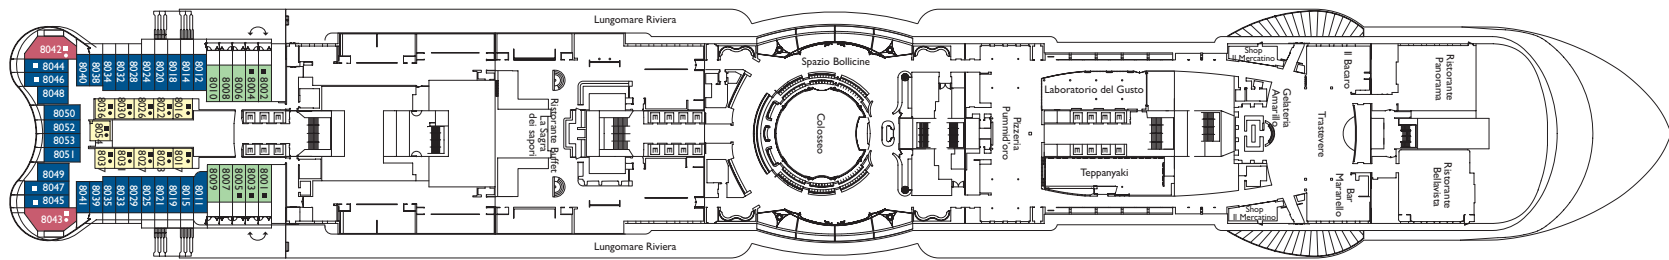 Lungomare Riviera
8042
8044
8046
8048
8050
8052
8053
8051
8049
8047
8045
8043
8040
8038
8034
8032
8028
8024
8020
8018
8014
8012
8010
8008
8006
8004
8002
8036
8030
8026
8022
8016
8054
8037
8027
8023
8017
8041
8039
8035
8033
8029
8025
8021
8019
8015
8011
8009
8007
8005
8003
8001
Ristorante Buffet
La Sagra
dei sapori
Spazio Bollicine
Colosseo
Pizzeria
Pummid'oro
Laboratorio del Gusto
Teppanyaki
Shop
Il Mercatino
Gelateria
Amarillo
Il Bacaro
Trastevere
Bar
Maranello
Shop
Il Mercatino
Ristorante
Panorama
Ristorante
Bellavista
Lungomare Riviera